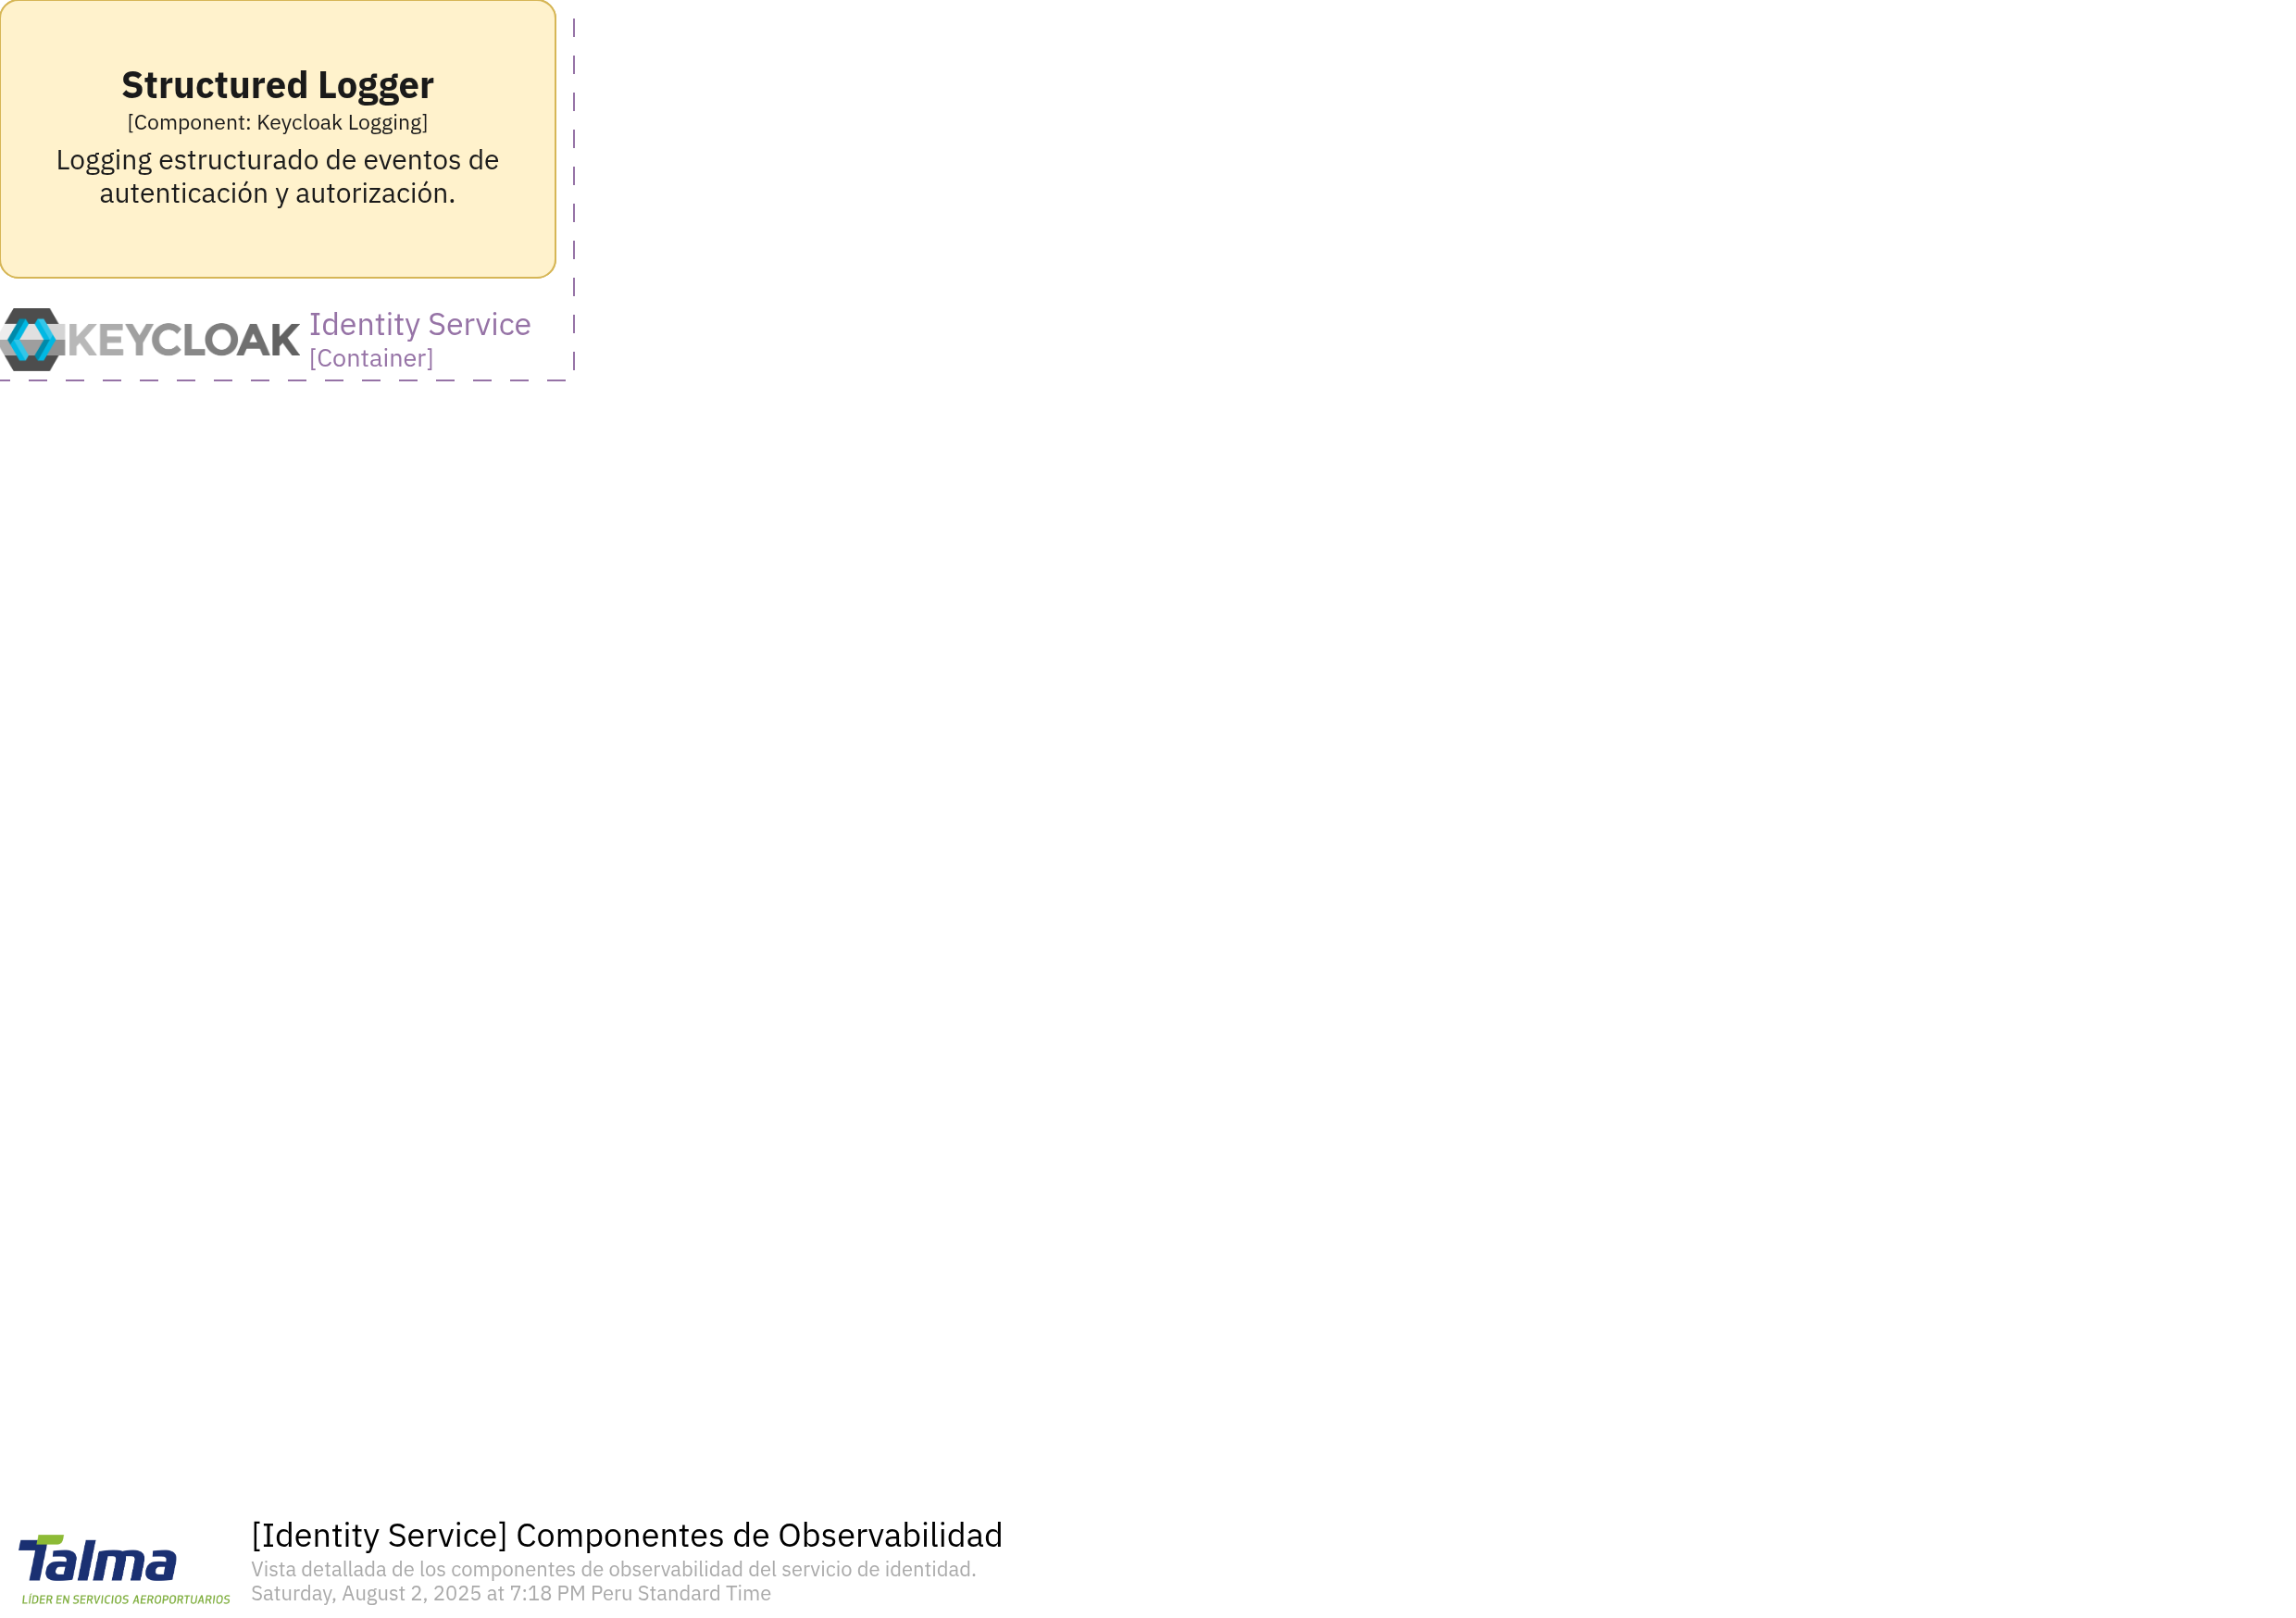 Structured Logger
[Component: Keycloak Logging]
Logging estructurado de eventos de
autenticación y autorización.
KEYCLOAK
Identity Service
[Container]
Talma
LÍDER EN SERVICIOS AEROPORTUARIOS
[Identity Service] Componentes de Observabilidad
Vista detallada de los componentes de observabilidad del servicio de identidad.
Saturday, August 2, 2025 at 7:18 PM Peru Standard Time